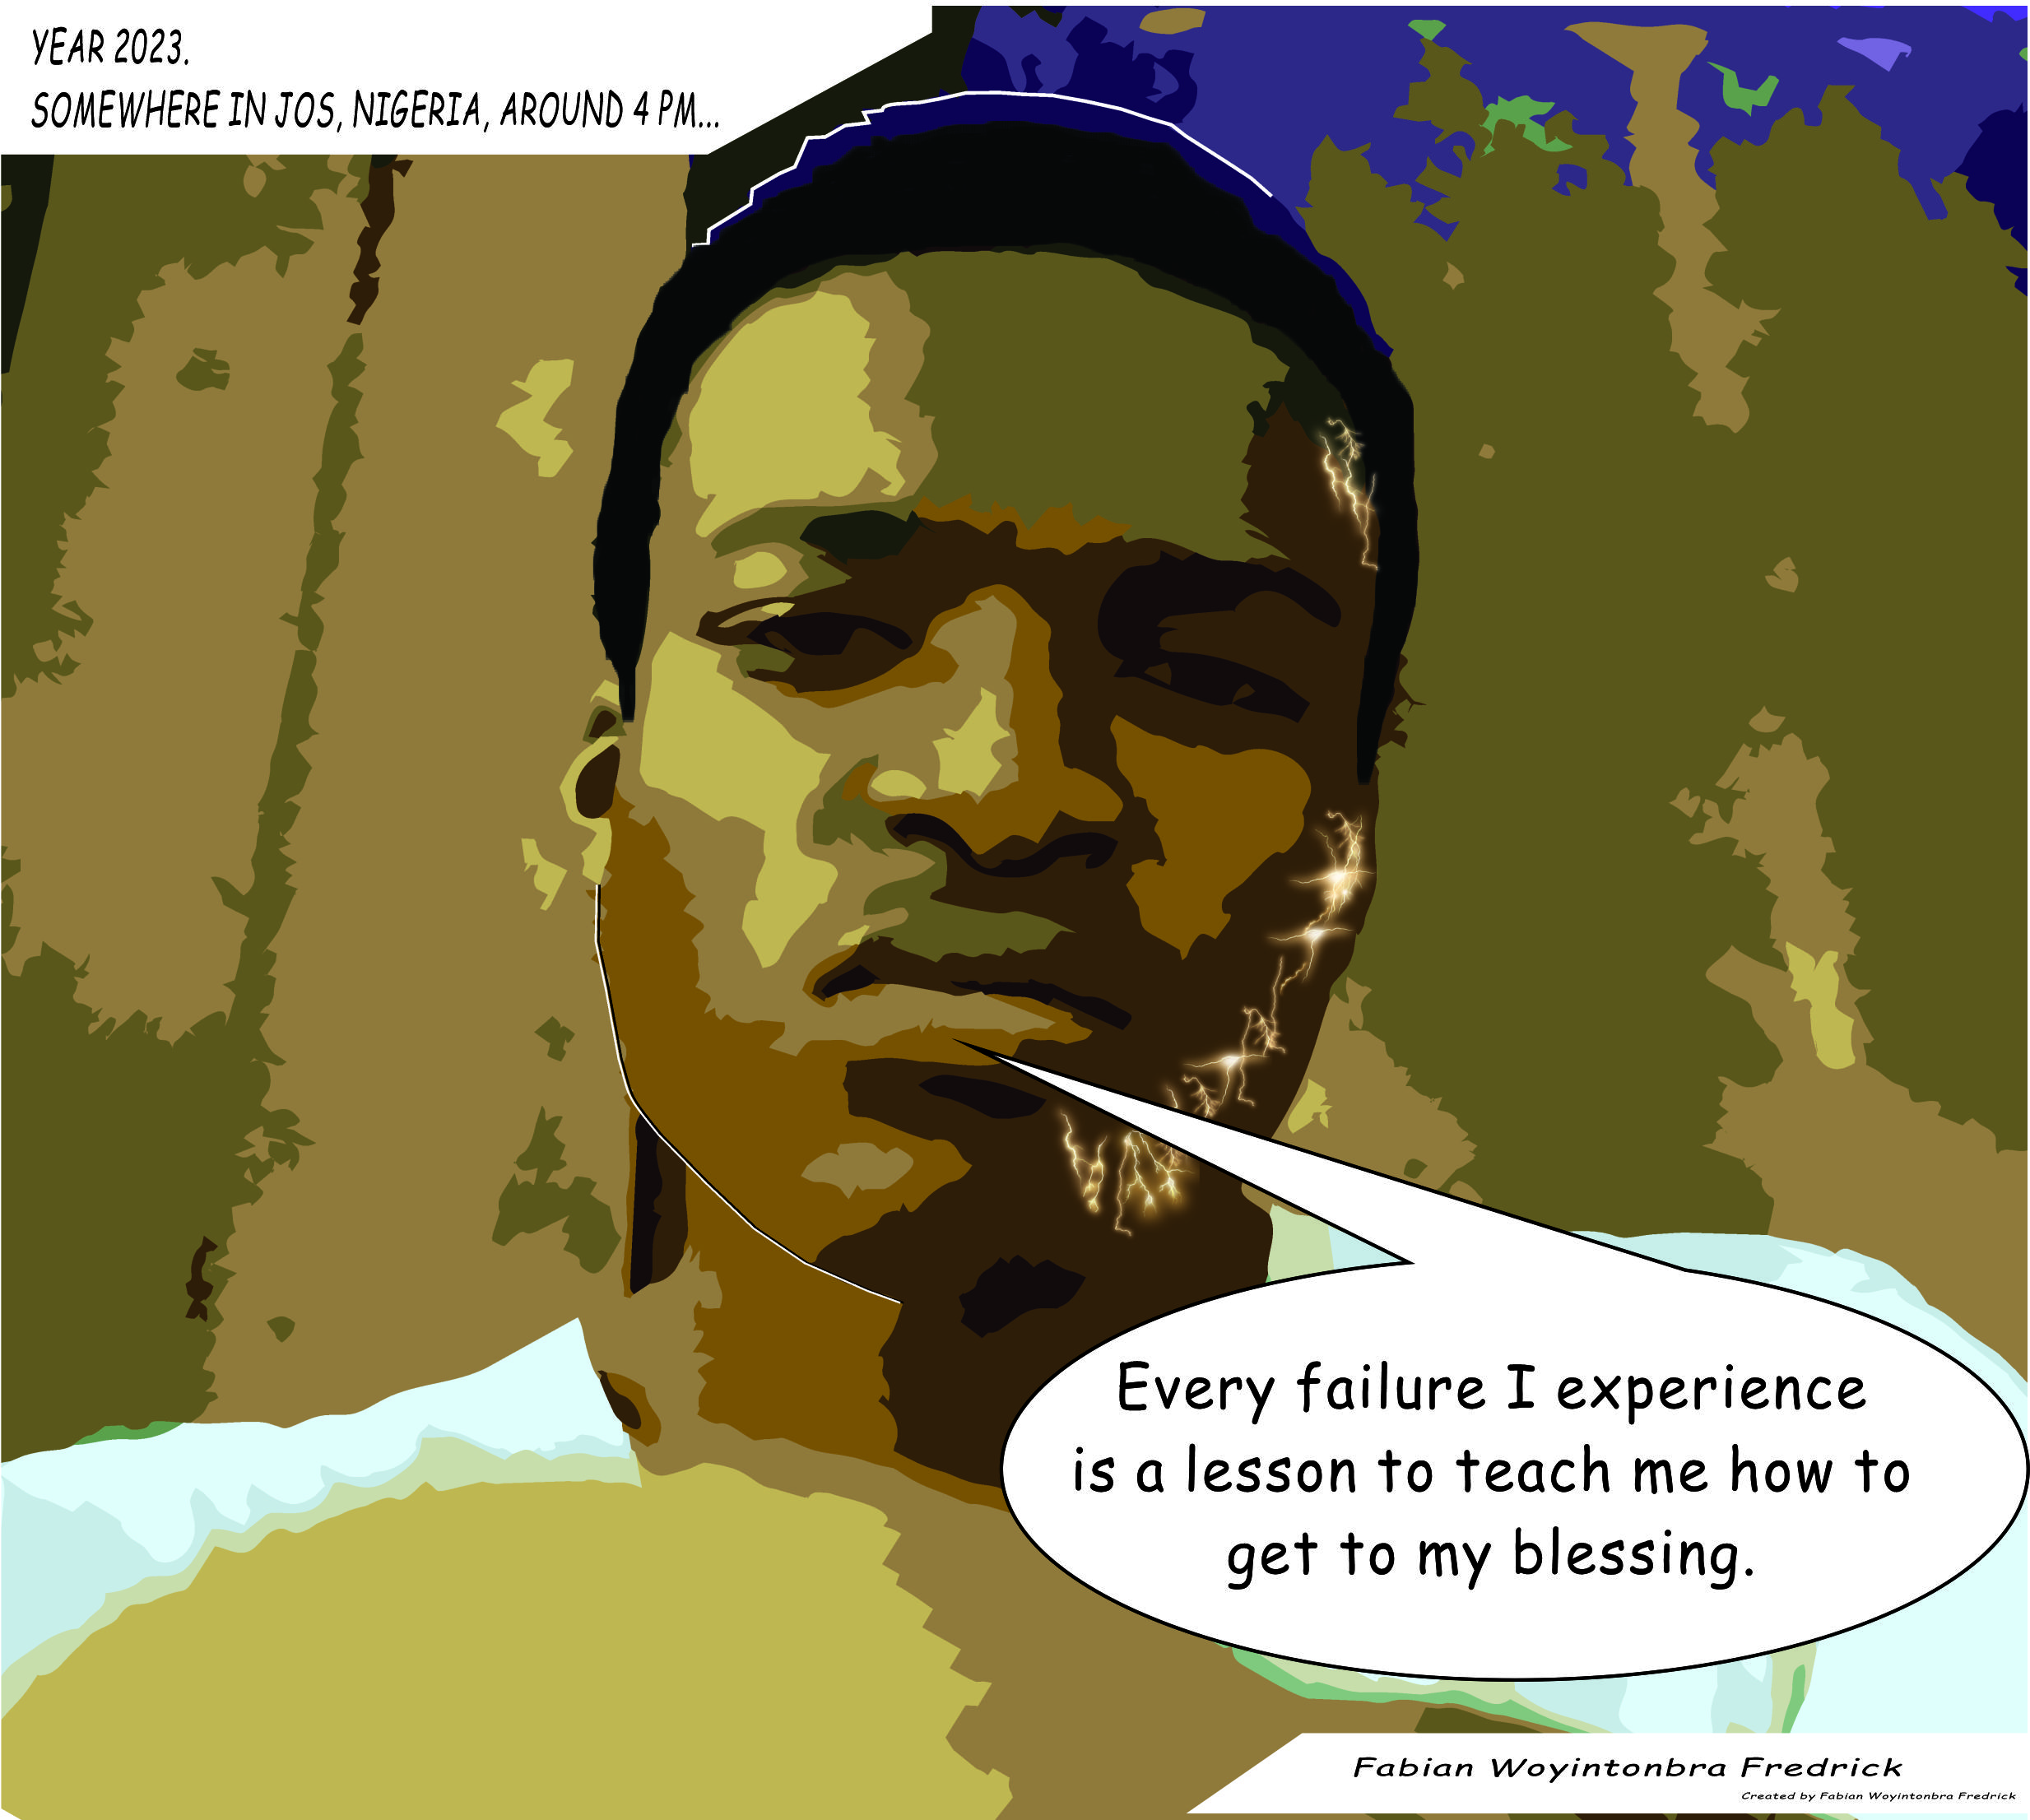 YEAR 2023.
SOMEWHERE IN JOS, NIGERIA, AROUND 4 PM...
Every failure I experience
is a lesson to teach me how to
get to my blessing.
Fabian Woyintonbra Fredrick
Created by Fabian Woyintonbra Fredrick